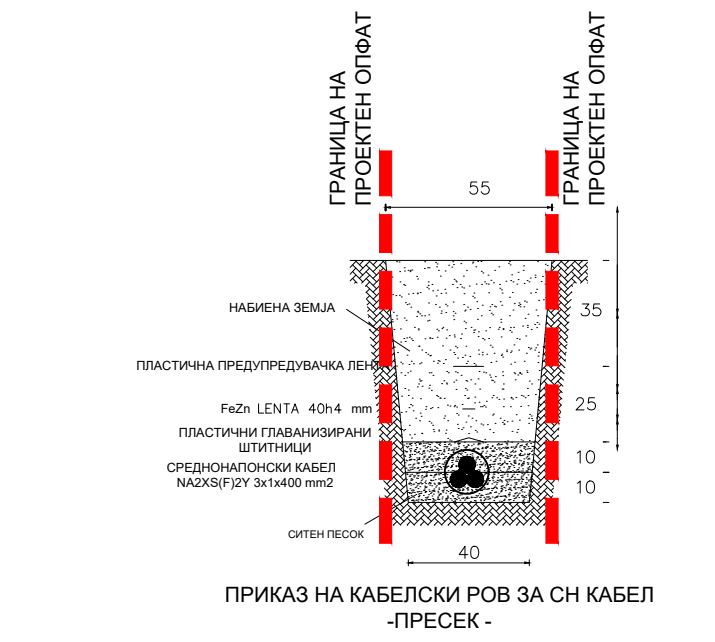 ГРАНИЦА НА
ПРОЕКТЕН ОПФАТ
ГРАНИЦА НА
ПРОЕКТЕН ОПФАТ
55
НАБИЕНА ЗЕМЈА
35
ПЛАСТИЧНА ПРЕДУПРЕДУВАЧКА ЛЕНТ
FeZn LENTA 40h4 mm
25
ПЛАСТИЧНИ ГЛАВАНИЗИРАНИ
ШТИТНИЦИ
10
СРЕДНОНАПОНСКИ КАБЕЛ
NA2XS(F)2Y 3x1x400 mm2
10
СИТЕН ПЕСОК
40
ПРИКАЗ НА КАБЕЛСКИ РОВ ЗА СН КАБЕЛ
-ПРЕСЕК -